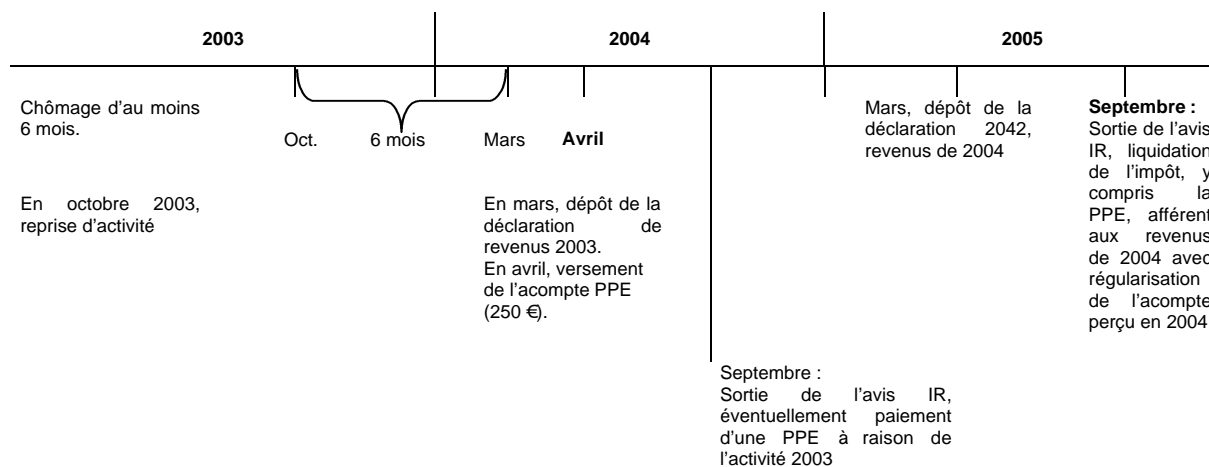 2003
2004
2005
Chômage d'au moins
6 mois.
Oct.
6 mois
Mars
Avril
En octobre 2003,
reprise d'activité
En mars, dépôt de la
déclaration de
revenus 2003.
En avril, versement
de l'acompte PPE
(250 €).
Septembre :
Sortie de l'avis IR,
éventuellement paiement
d'une PPE à raison de
l'activité 2003
Mars, dépôt de la
déclaration 2042,
revenus de 2004
Septembre :
Sortie de l'avis
IR, liquidation
de l'impôt, y
compris la
PPE, afférent
aux revenus
de 2004 avec
régularisation
de l'acompte
perçu en 2004